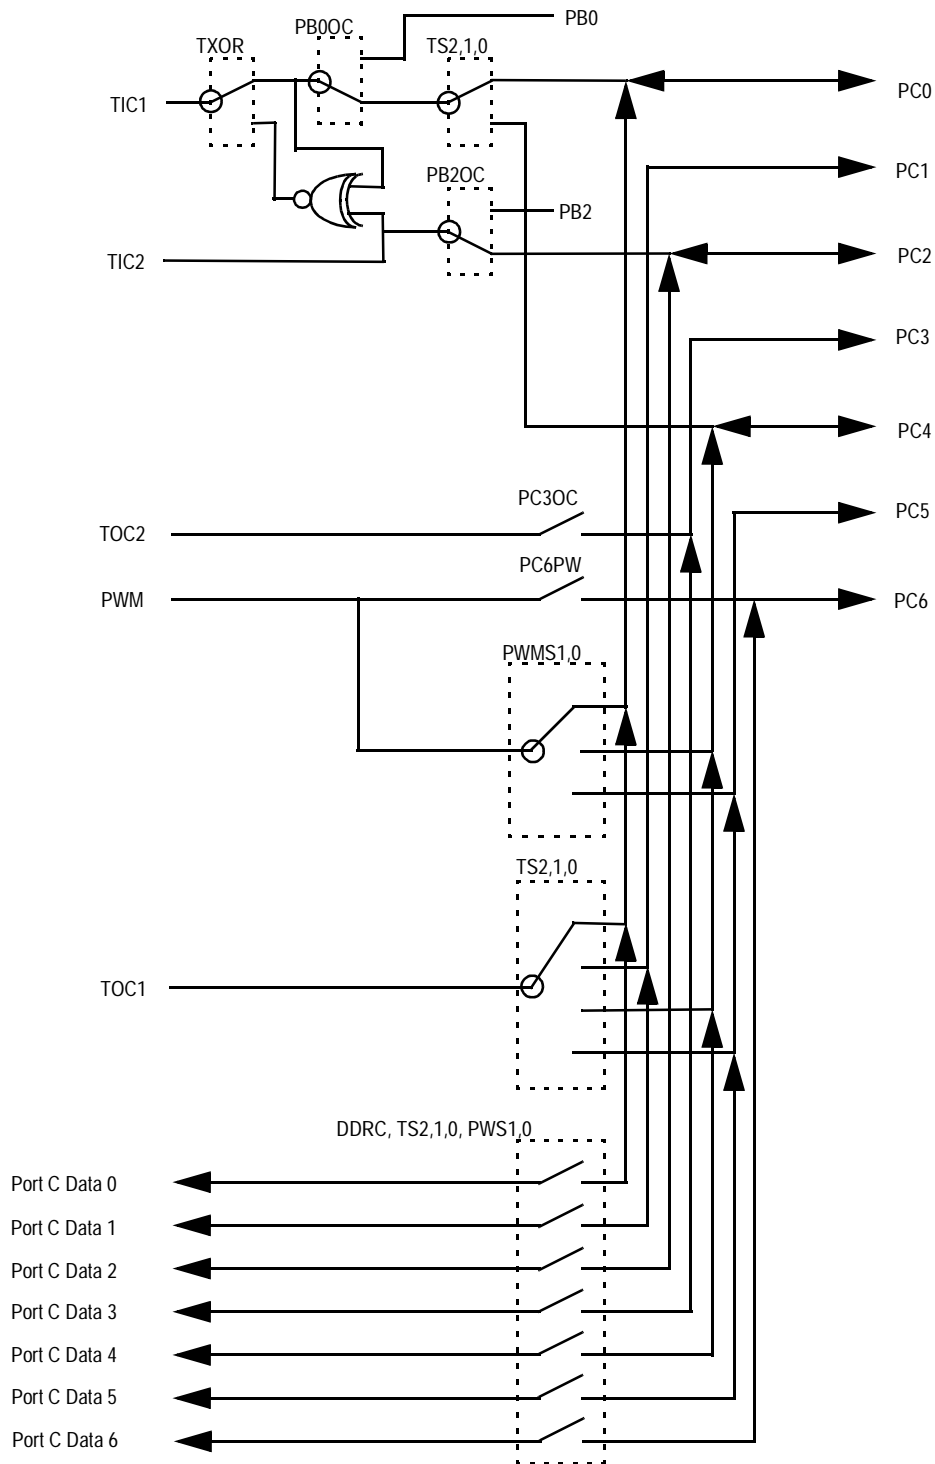 PB0
PB0OC
TXOR
TS2,1,0
PC0
TIC1
PC1
PB2OC
PB2
TIC2
PC2
PC3
PC4
PC3OC
PC5
TOC2
PC6PW
PWM
PC6
PWMS1,0
TS2,1,0
TOC1
DDRC, TS2,1,0, PWS1,0
Port C Data 0
Port C Data 1
Port C Data 2
Port C Data 3
Port C Data 4
Port C Data 5
Port C Data 6